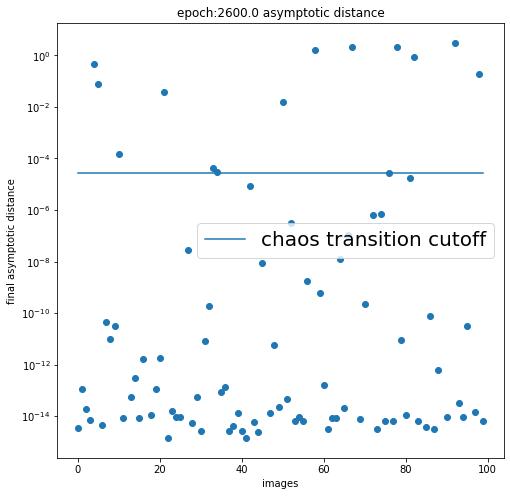 epoch:2600.0 asymptotic distance
final asymptotic distance
10^0
10^-2
10^-4
10^-6
10^-8
10^-10
10^-12
10^-14
chaos transition cutoff
0 20 40 60 80 100
images